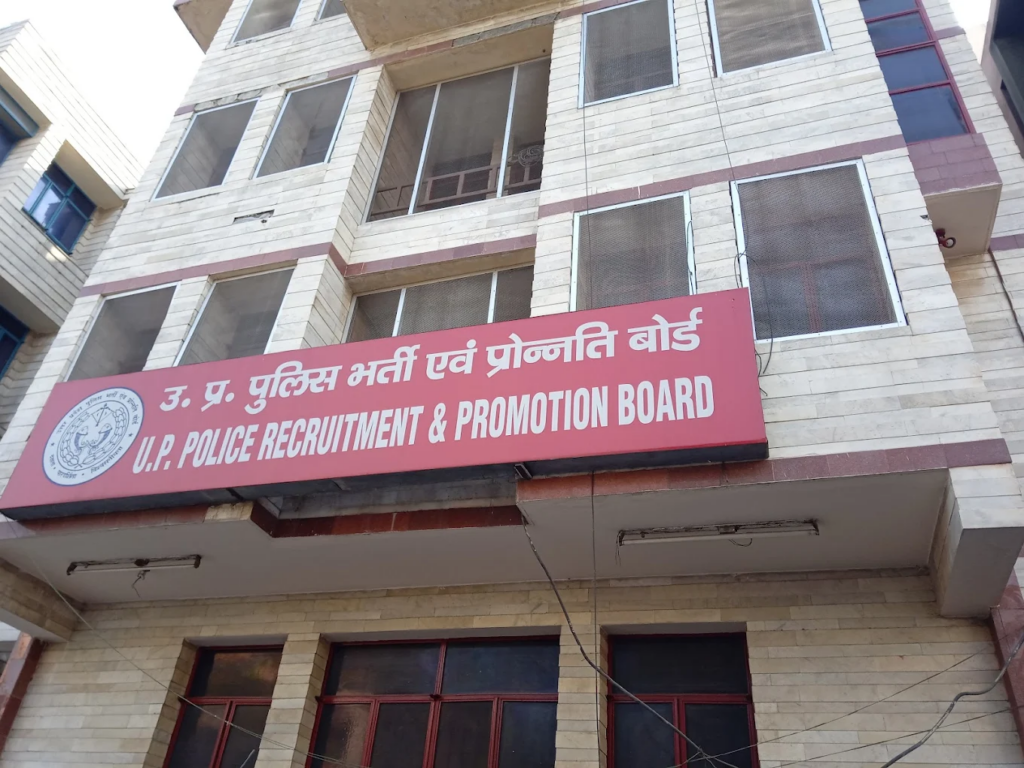 उ. प्र. पुलिस भर्ती एवं प्रोन्नति बोर्ड
U.P. POLICE RECRUITMENT & PROMOTION BOARD